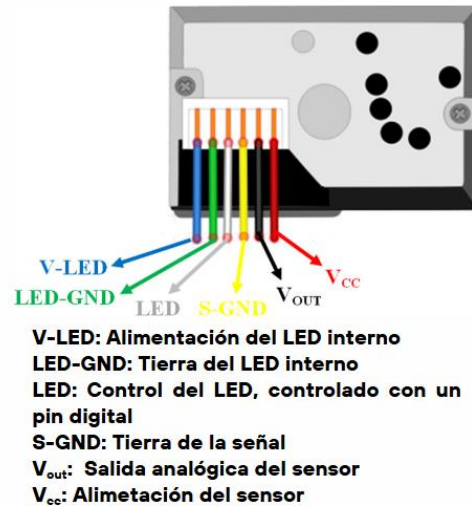 V-LED
LED-GND
LED
S-GND
VOUT
VCC
V-LED: Alimentación del LED interno
LED-GND: Tierra del LED interno
LED: Control del LED, controlado con un
pin digital
S-GND: Tierra de la señal
Vout: Salida analógica del sensor
Vcc: Alimetación del sensor